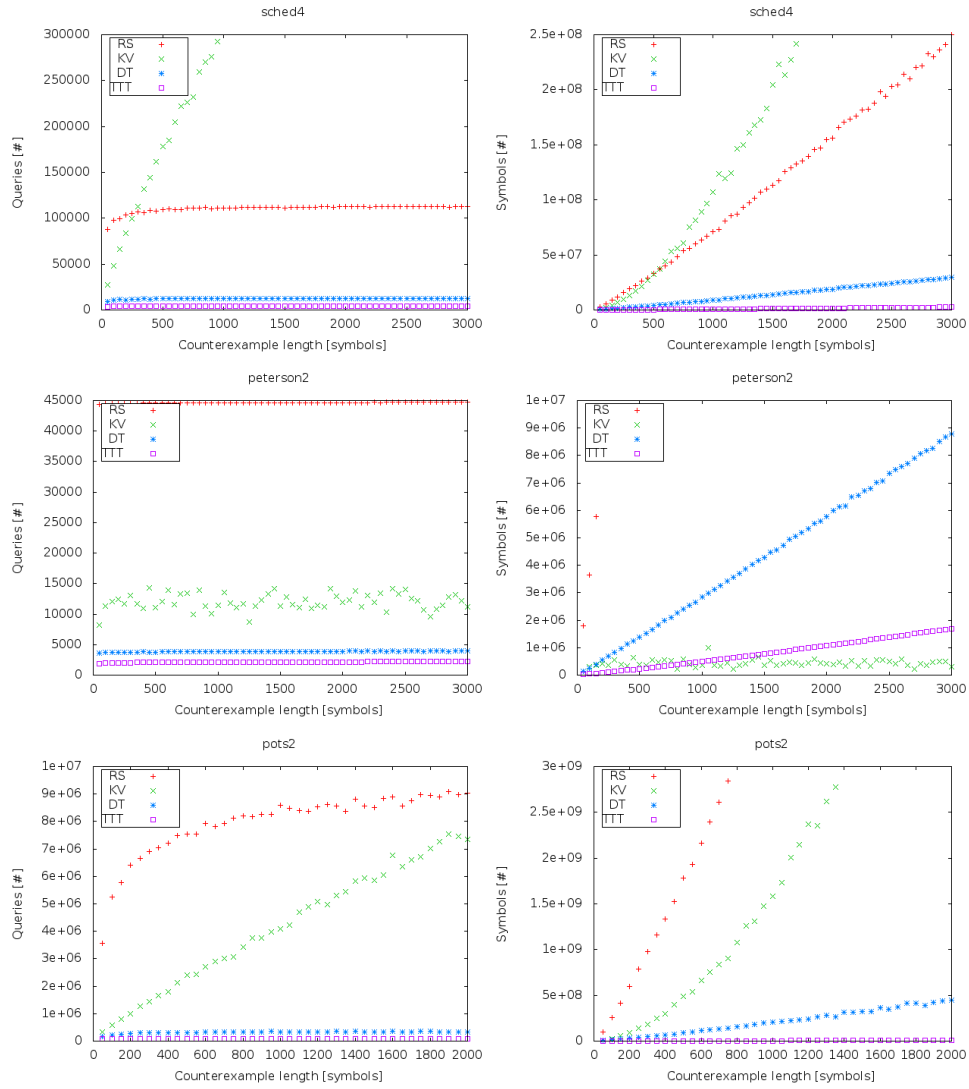 sched4
300000
250000
200000
150000
100000
50000
0
Queries [#]
RS
KV
DT
TTT
0 500 1000 1500 2000 2500 3000
Counterexample length [symbols]
sched4
2.5e+08
2e+08
1.5e+08
1e+08
5e+07
0
Symbols [#]
RS
KV
DT
TTT
0 500 1000 1500 2000 2500 3000
Counterexample length [symbols]
peterson2
45000
40000
35000
30000
25000
20000
15000
10000
5000
0
Queries [#]
RS
KV
DT
TTT
0 500 1000 1500 2000 2500 3000
Counterexample length [symbols]
peterson2
1e+07
9e+06
8e+06
7e+06
6e+06
5e+06
4e+06
3e+06
2e+06
1e+06
0
Symbols [#]
RS
KV
DT
TTT
500 1000 1500 2000 2500 3000
Counterexample length [symbols]
pots2
1e+07
9e+06
8e+06
7e+06
6e+06
5e+06
4e+06
3e+06
2e+06
1e+06
0
Queries [#]
RS
KV
DT
TTT
0 200 400 600 800 1000 1200 1400 1600 1800 2000
Counterexample length [symbols]
pots2
3e+09
2.5e+09
2e+09
1.5e+09
1e+09
5e+08
0
Symbols [#]
RS
KV
DT
TTT
200 400 600 800 1000 1200 1400 1600 1800 2000
Counterexample length [symbols]